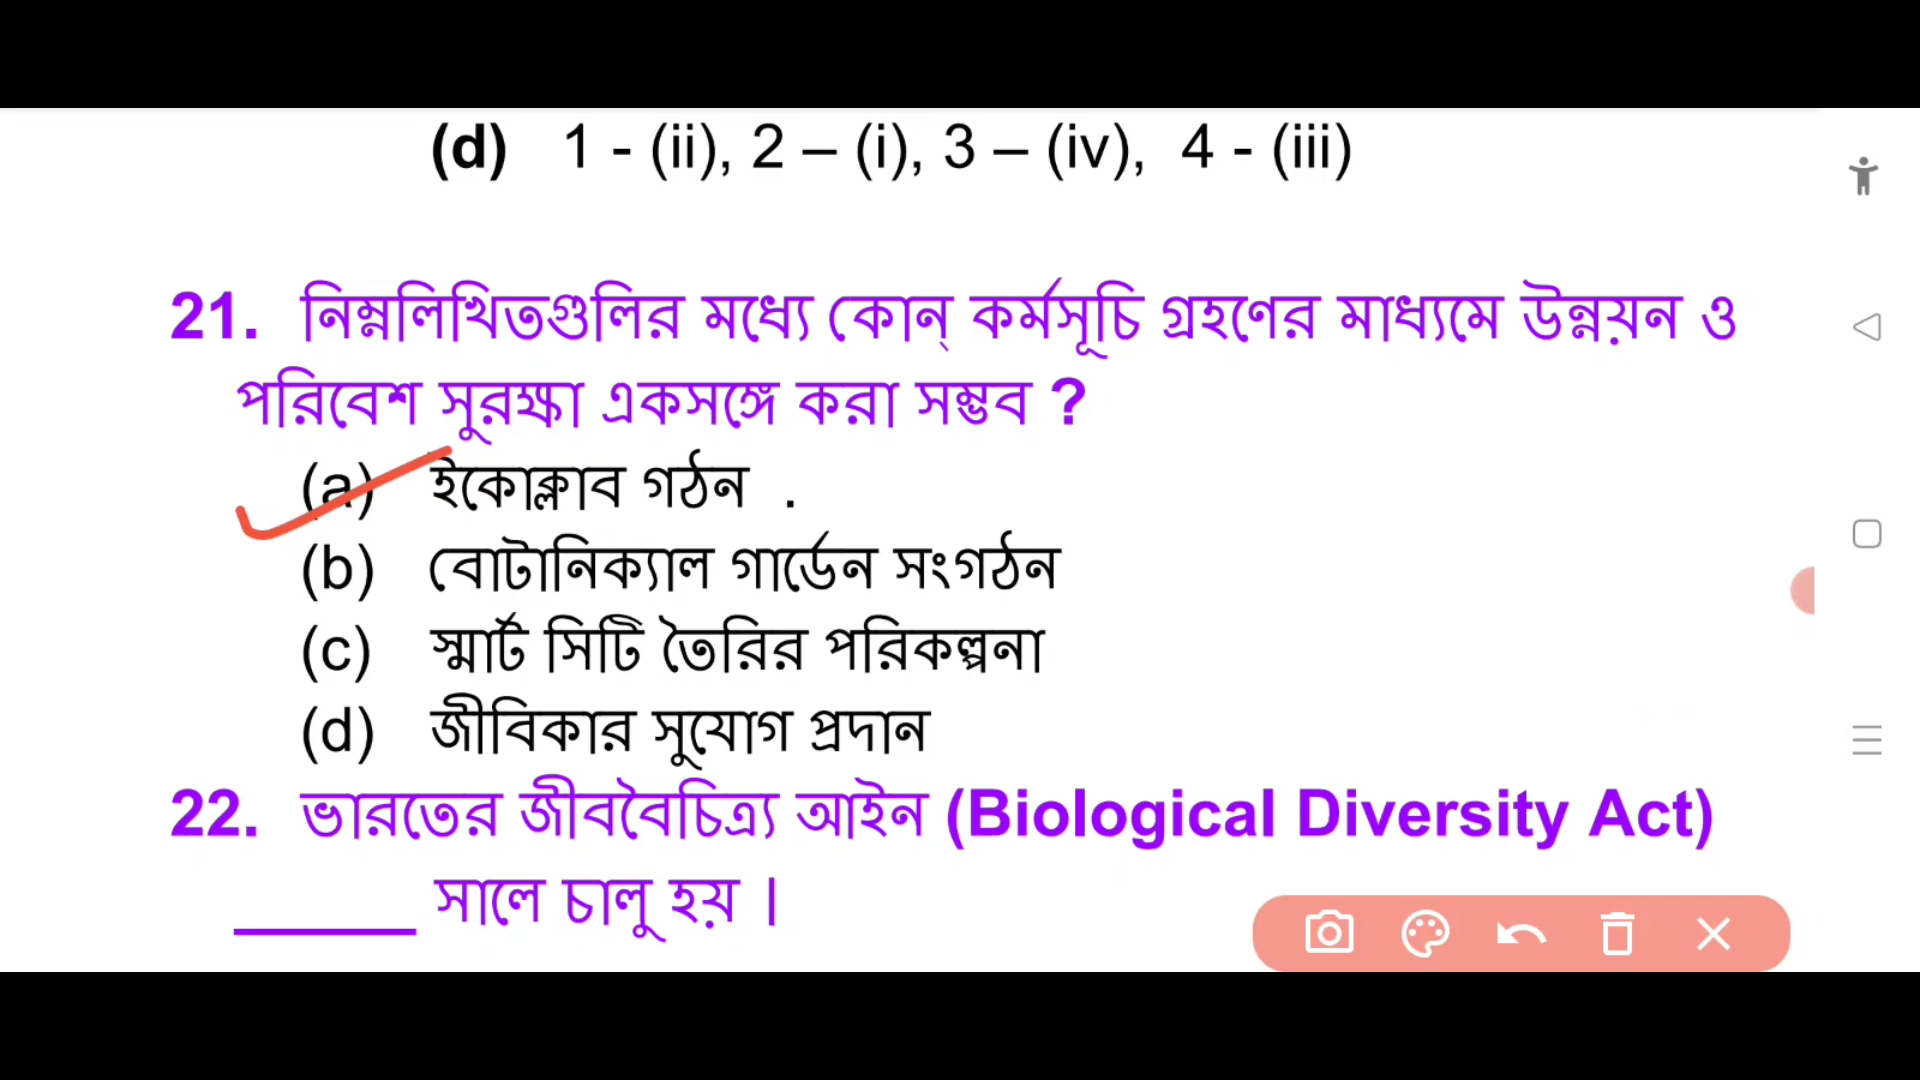 (d) 1 - (ii), 2 – (i), 3 – (iv), 4 - (iii)
21. নিম্নলিখিতগুলির মধ্যে কোন্ কর্মসূচি গ্রহণের মাধ্যমে উন্নয়ন ও
পরিবেশ সুরক্ষা একসঙ্গে করা সম্ভব ?
(a) ইকোক্লাব গঠন .
(b) বোটানিক্যাল গার্ডেন সংগঠন
(c) স্মার্ট সিটি তৈরির পরিকল্পনা
(d) জীবিকার সুযোগ প্রদান
22. ভারতের জীববৈচিত্র্য আইন (Biological Diversity Act)
______ সালে চালু হয় ।